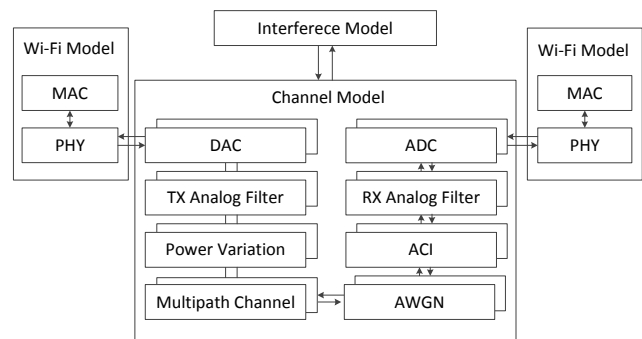 Interferece Model
Wi-Fi Model
MAC
PHY
Channel Model
DAC
TX Analog Filter
Power Variation
Multipath Channel
ADC
RX Analog Filter
ACI
AWGN
Wi-Fi Model
MAC
PHY